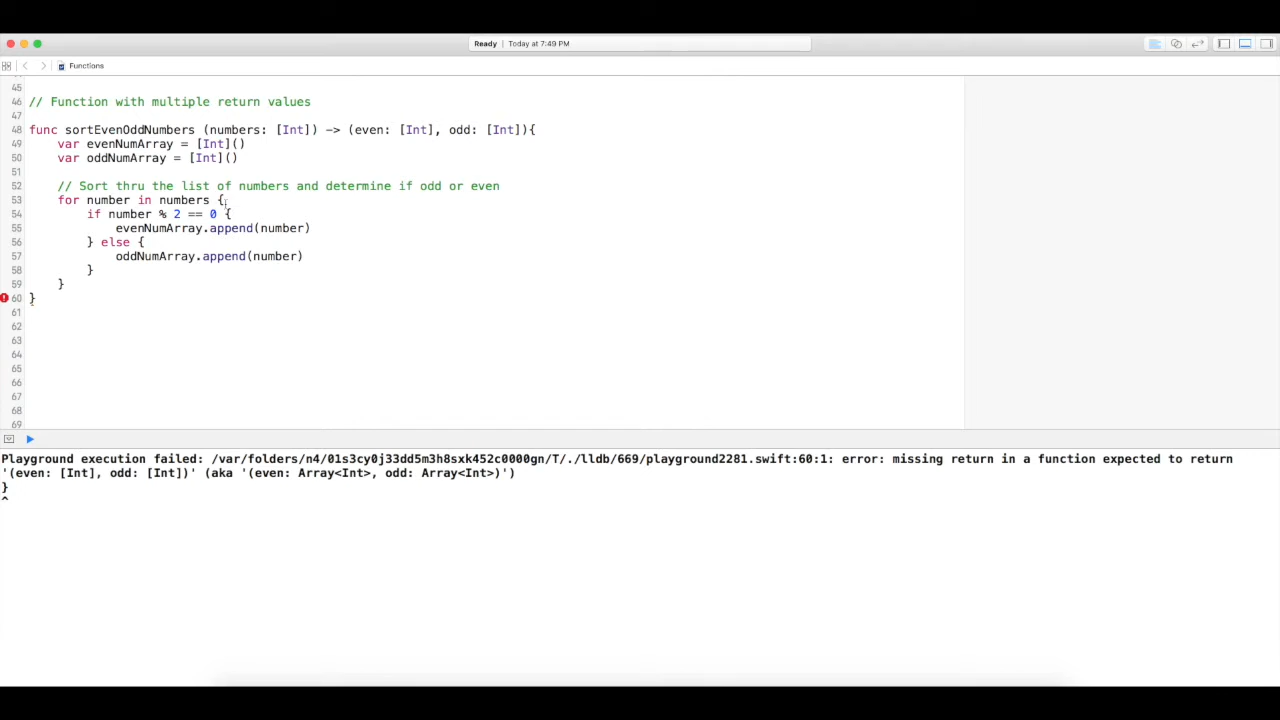 Ready | Today at 7:49 PM
Functions
45
46 // Function with multiple return values
47
48 func sortEvenOddNumbers (numbers: [Int]) -> (even: [Int], odd: [Int]){
49     var evenNumArray = [Int]()
50     var oddNumArray = [Int]()
51
52     // Sort thru the list of numbers and determine if odd or even
53     for number in numbers {
54         if number % 2 == 0 {
55             evenNumArray.append(number)
56         } else {
57             oddNumArray.append(number)
58         }
59     }
60 }
61
62
63
64
65
66
67
68
69
Playground execution failed: /var/folders/n4/01s3cy0j33dd5m3h8sxk452c0000gn/T/./lldb/669/playground2281.swift:60:1: error: missing return in a function expected to return
'(even: [Int], odd: [Int])' (aka '(even: Array<Int>, odd: Array<Int>)')
}
^